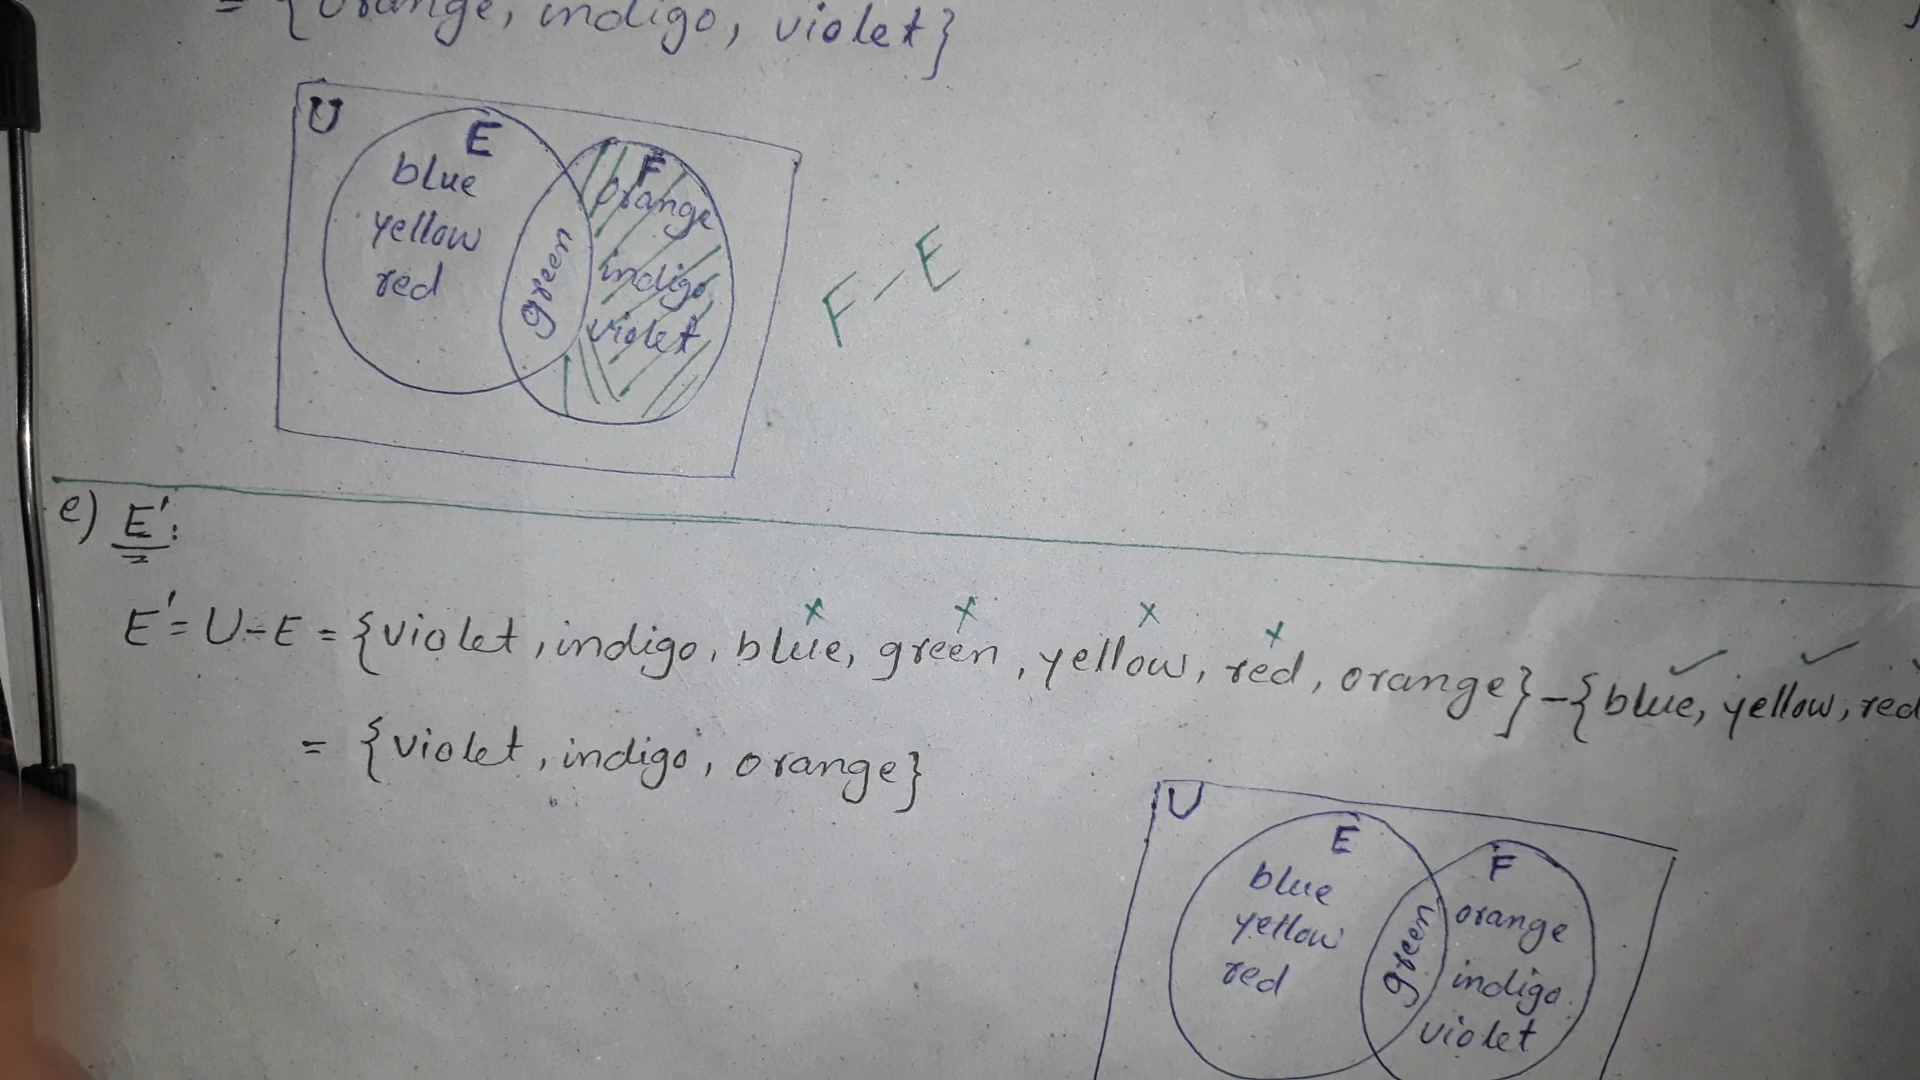 = {orange, indigo, violet}
U
E
F
blue
yellow
red
green
orange
indigo
violet
F-E
e) E':
E' = U-E = {violet, indigo, blue, green, yellow, red, orange} - {blue, yellow, red
= {violet, indigo, orange}
U
E
F
blue
yellow
red
green
orange
indigo
violet